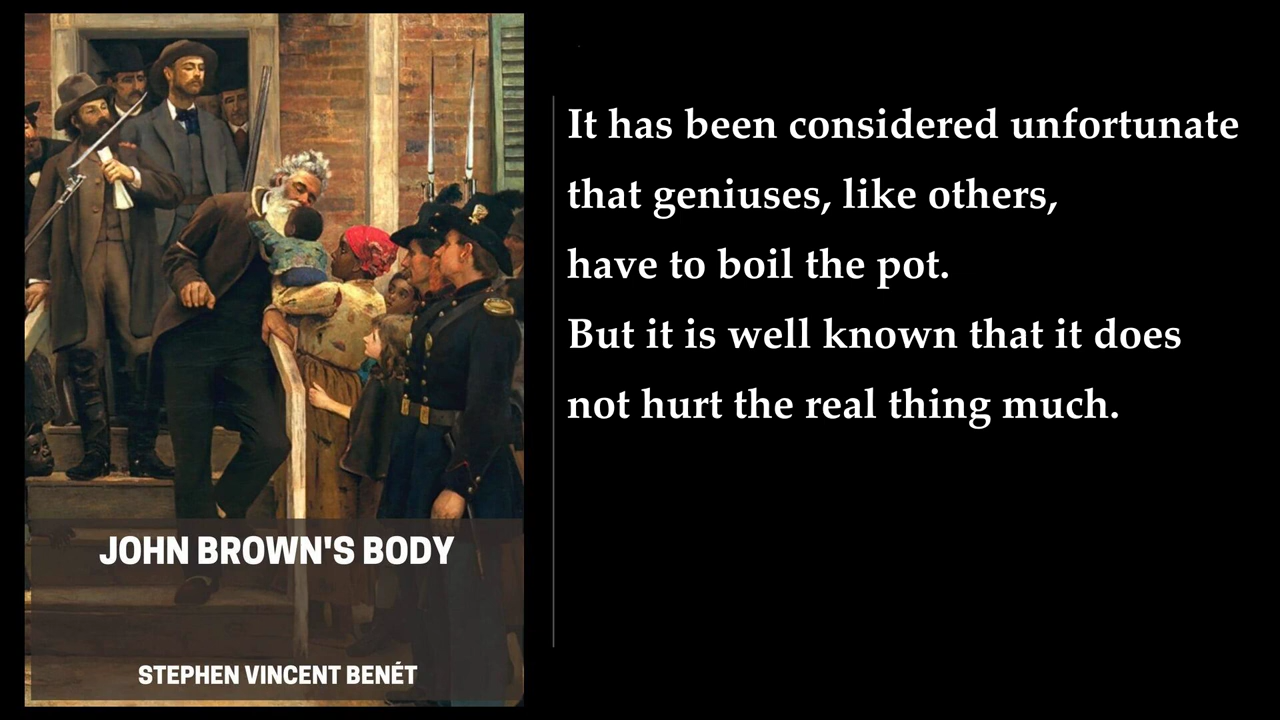 JOHN BROWN'S BODY
STEPHEN VINCENT BENÉT
It has been considered unfortunate
that geniuses, like others,
have to boil the pot.
But it is well known that it does
not hurt the real thing much.